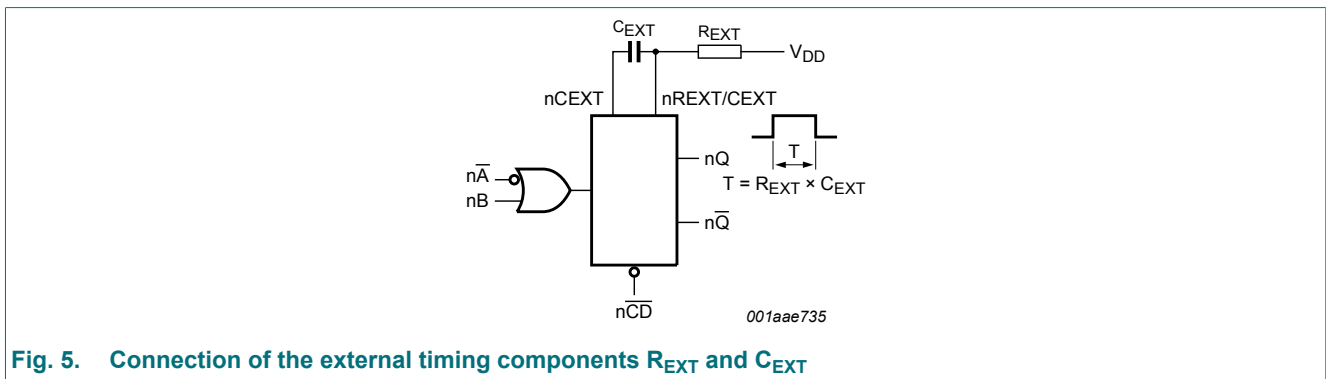 CEXT
REXT
VDD
nCEXT
nREXT/CEXT
nA̅
nB
nQ
T
T = REXT × CEXT
nQ̅
nC̅D̅
001aae735
Fig. 5. Connection of the external timing components REXT and CEXT